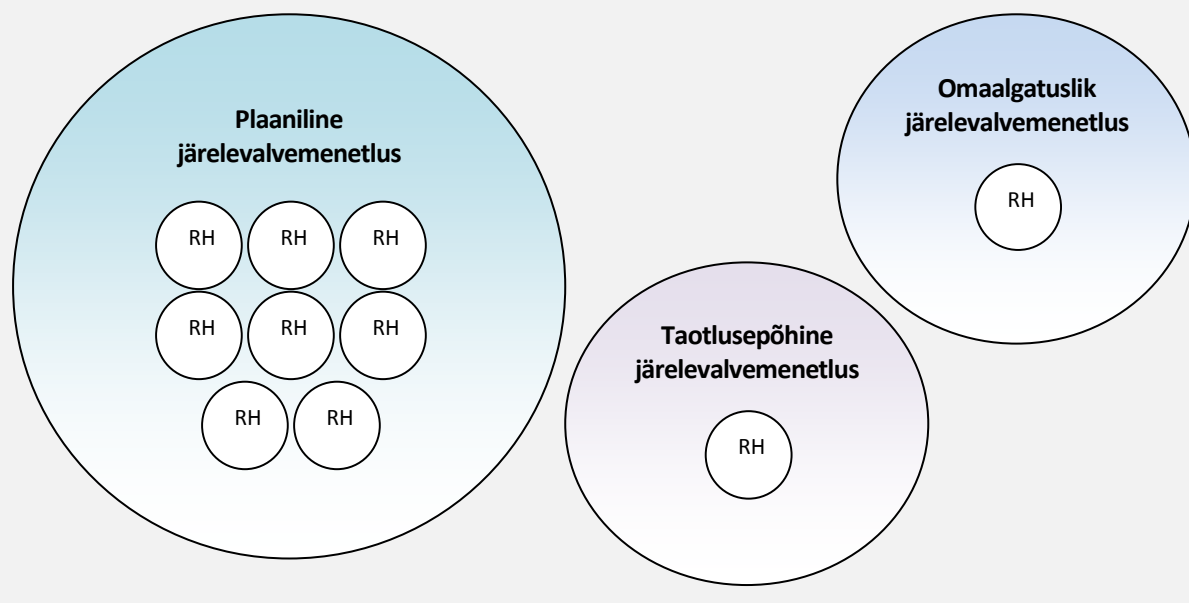 Plaaniline
järelevalvemenetlus
RH RH RH
RH RH RH
RH RH
Taotlusepõhine
järelevalvemenetlus
RH
Omaalgatuslik
järelevalvemenetlus
RH